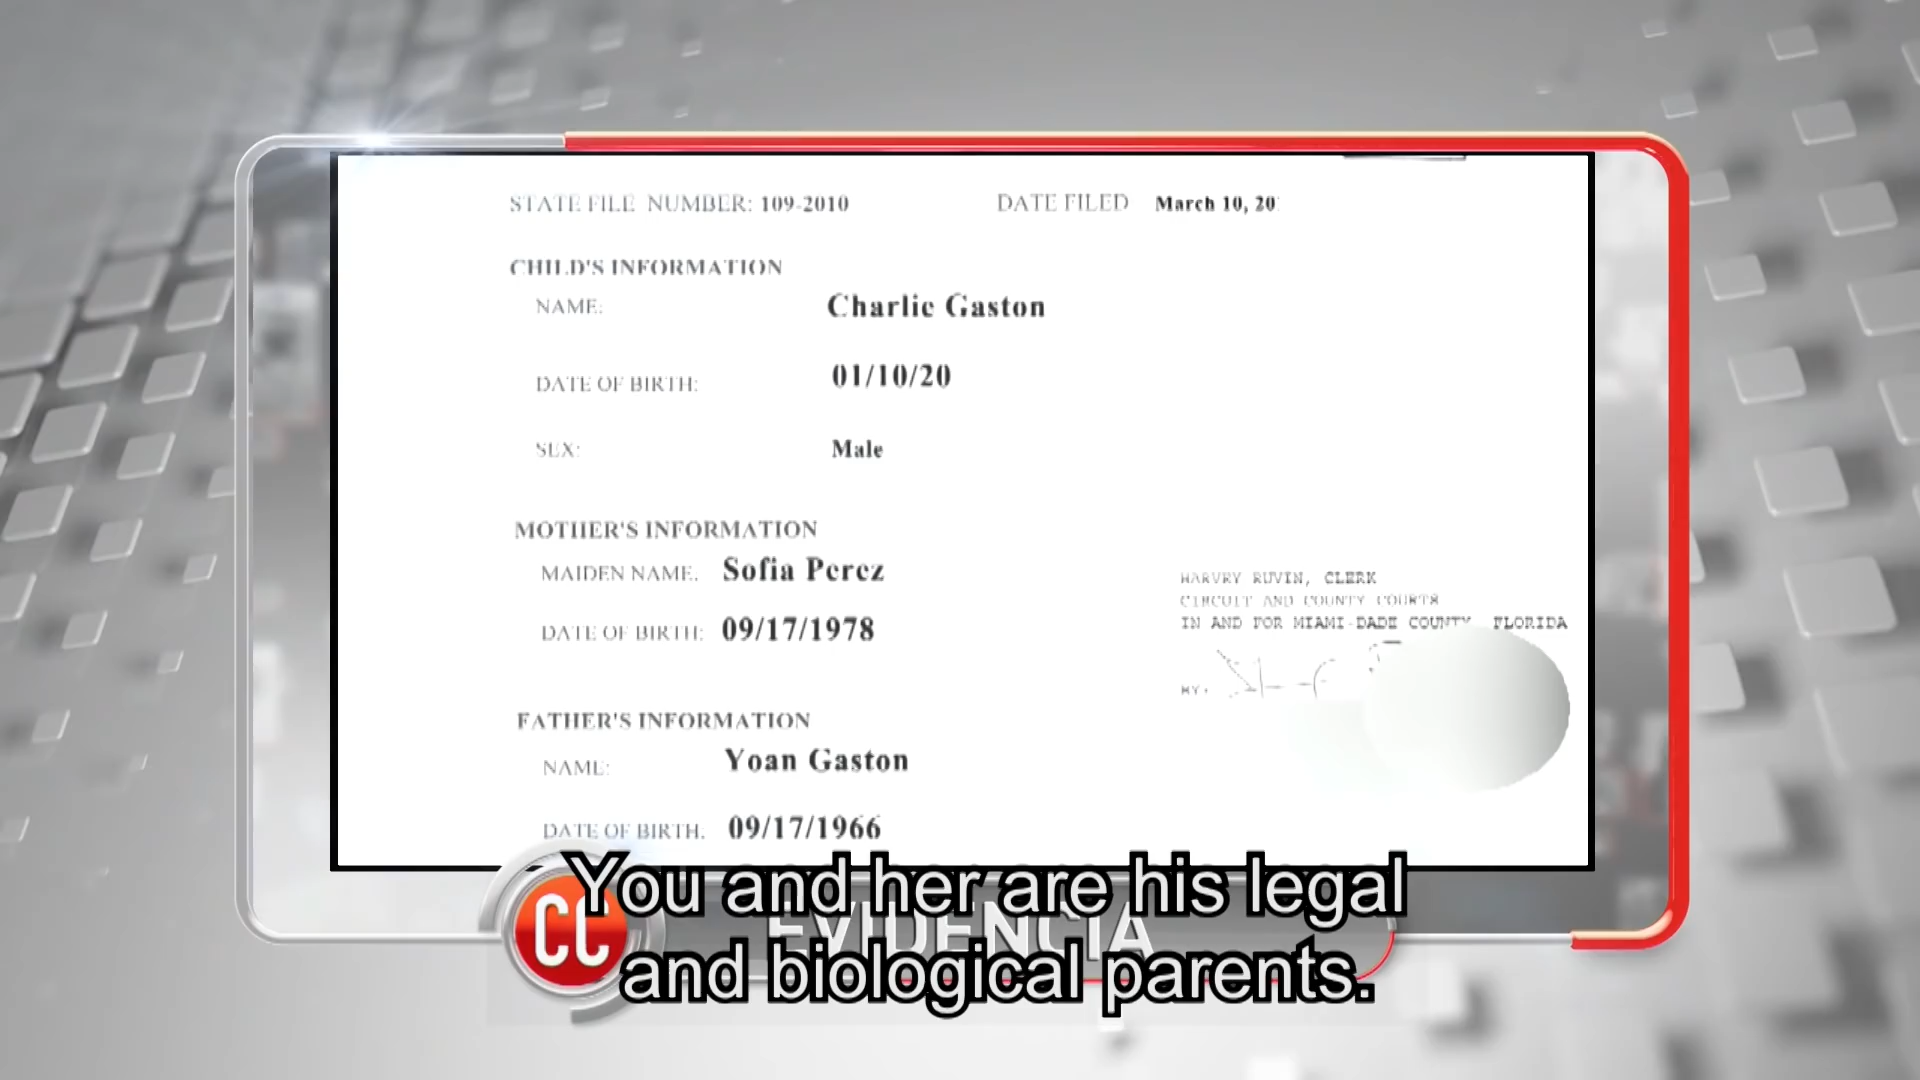 STATE FILE NUMBER: 109-2010 DATE FILED March 10, 20
CHILD'S INFORMATION
NAME: Charlie Gaston
DATE OF BIRTH: 01/10/20
SEX: Male
MOTHER'S INFORMATION
MAIDEN NAME. Sofia Perez
DATE OF BIRTH: 09/17/1978
HARVEY RUVIN, CLERK
CIRCUIT AND COUNTY COURTS
IN AND FOR MIAMI-DADE COUNTY, FLORIDA
BY:
FATHER'S INFORMATION
NAME: Yoan Gaston
DATE OF BIRTH. 09/17/1966
CC EVIDENCIA
You and her are his legal
and biological parents.